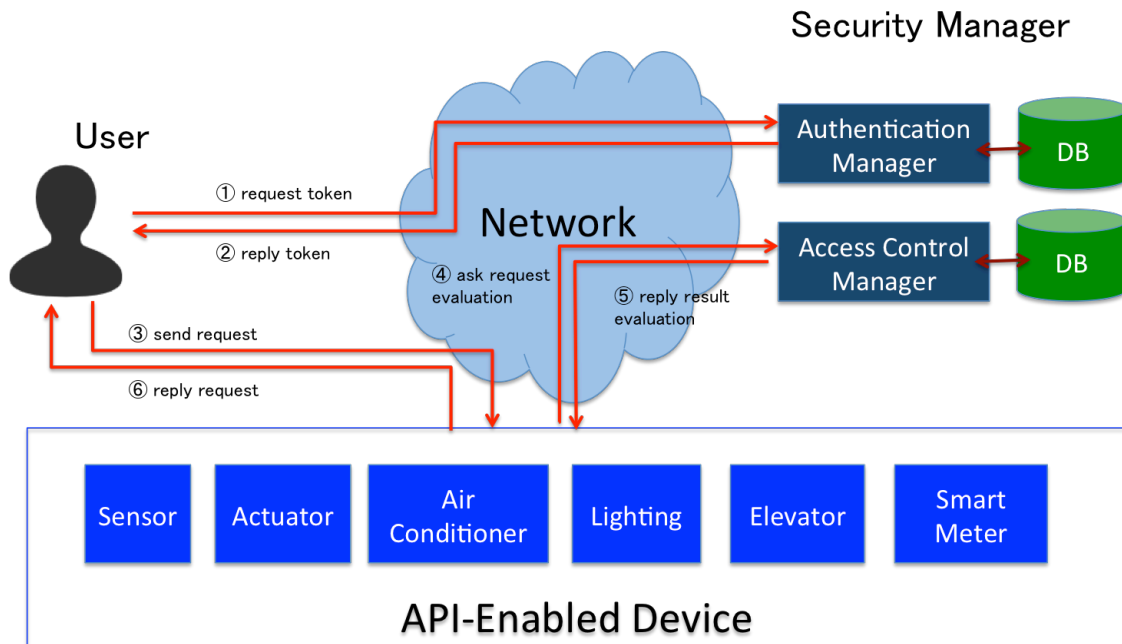 Security Manager
User
Authentication
Manager
DB
① request token
② reply token
Network
Access Control
Manager
DB
④ ask request
evaluation
⑤ reply result
evaluation
③ send request
⑥ reply request
Sensor
Actuator
Air
Conditioner
Lighting
Elevator
Smart
Meter
API-Enabled Device